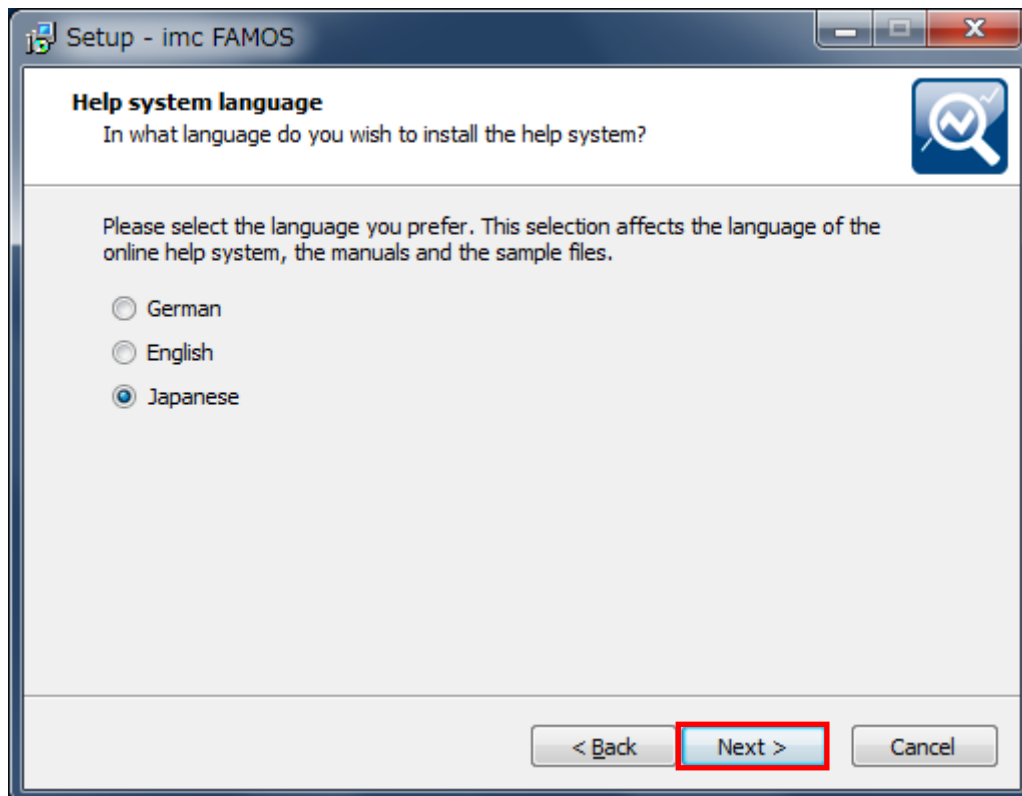 Setup - imc FAMOS
Help system language
In what language do you wish to install the help system?
Please select the language you prefer. This selection affects the language of the
online help system, the manuals and the sample files.
German
English
Japanese
< Back
Next >
Cancel